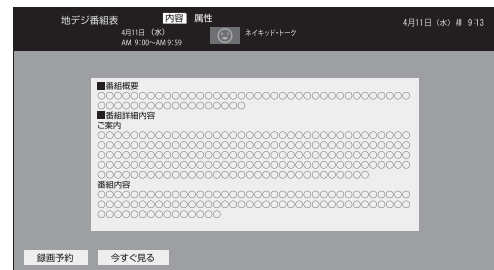 地デジ番組表 内容 属性
4月11日（水） AM 9:13
4月11日（水）
AM 9:00～AM 9:59
ネイキッド・トーク
■番組概要
○○○○○○○○○○○○○○○○○○○○○○○○○○○○○○○○○○○○○○
○○○○○○○○○○○○○○○○○○
■番組詳細内容
ご案内
○○○○○○○○○○○○○○○○○○○○○○○○○○○○○○○○○○○○○○
○○○○○○○○○○○○○○○○○○○○○○○○○○○○○○○○○○○○○○
○○○○○○○○○○○○○○○○○○○○○○○○○○○○○○○○○○○○○○
○○○○○○○○○○○○○○○○○○○○○○○○○○○○○○○○○○○○○○
○○○○○○○○○○○○○○○○○○○○○○○○○○○○○○○○○
番組内容
○○○○○○○○○○○○○○○○○○○○○○○○○○○○○○○○○○○○○○
○○○○○○○○○○○○○○○○○○○○○○○○○○○○○○○○○○○○○○
○○○○○○○○○○○○○○○
録画予約 今すぐ見る